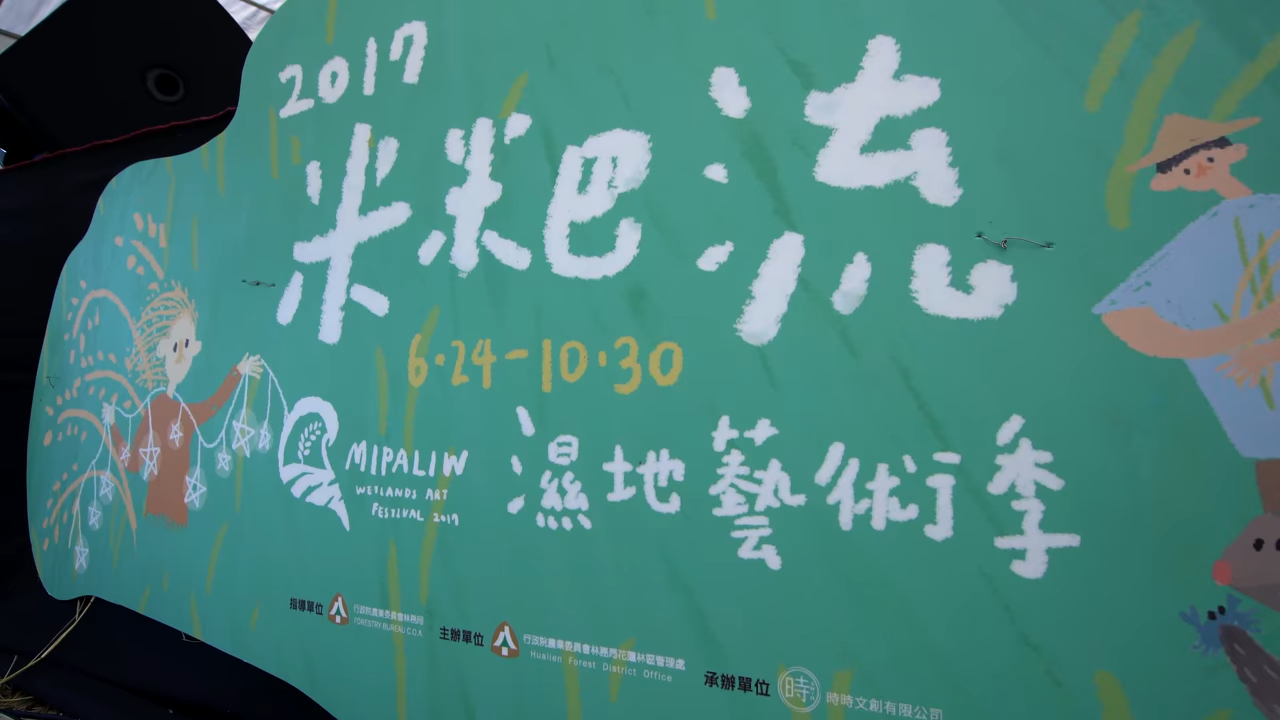 2017
米粑流
6·24-10·30
MIPALIW
WETLANDS ART
FESTIVAL 2017
濕地藝術季
指導單位 行政院農業委員會林務局
FORESTRY BUREAU C.O.A
主辦單位 行政院農業委員會林務局花蓮林區管理處
Hualien Forest District Office
承辦單位 時 時時文創有限公司